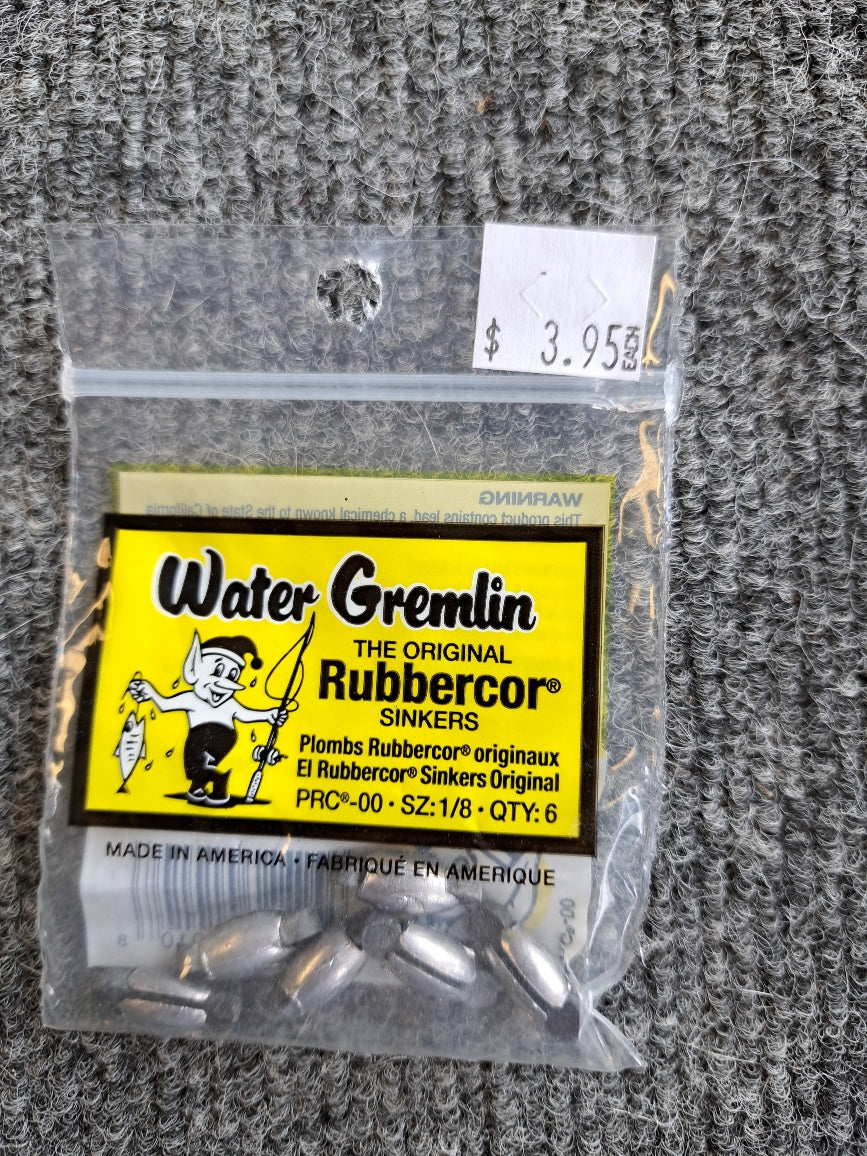 $ 3.95 EACH
WARNING
This product contains lead, a chemical known to the State of California
Water Gremlin
THE ORIGINAL
Rubbercor®
SINKERS
Plombs Rubbercor® originaux
El Rubbercor® Sinkers Original
PRC®-00 • SZ:1/8 • QTY: 6
MADE IN AMERICA • FABRIQUÉ EN AMERIQUE